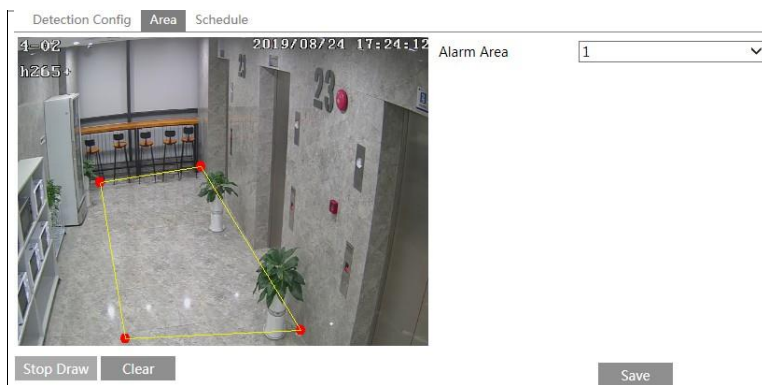 Detection Config Area Schedule
4-02 2019/08/24 17:24:12
h265+
Alarm Area 1
23
23
Stop Draw Clear
Save